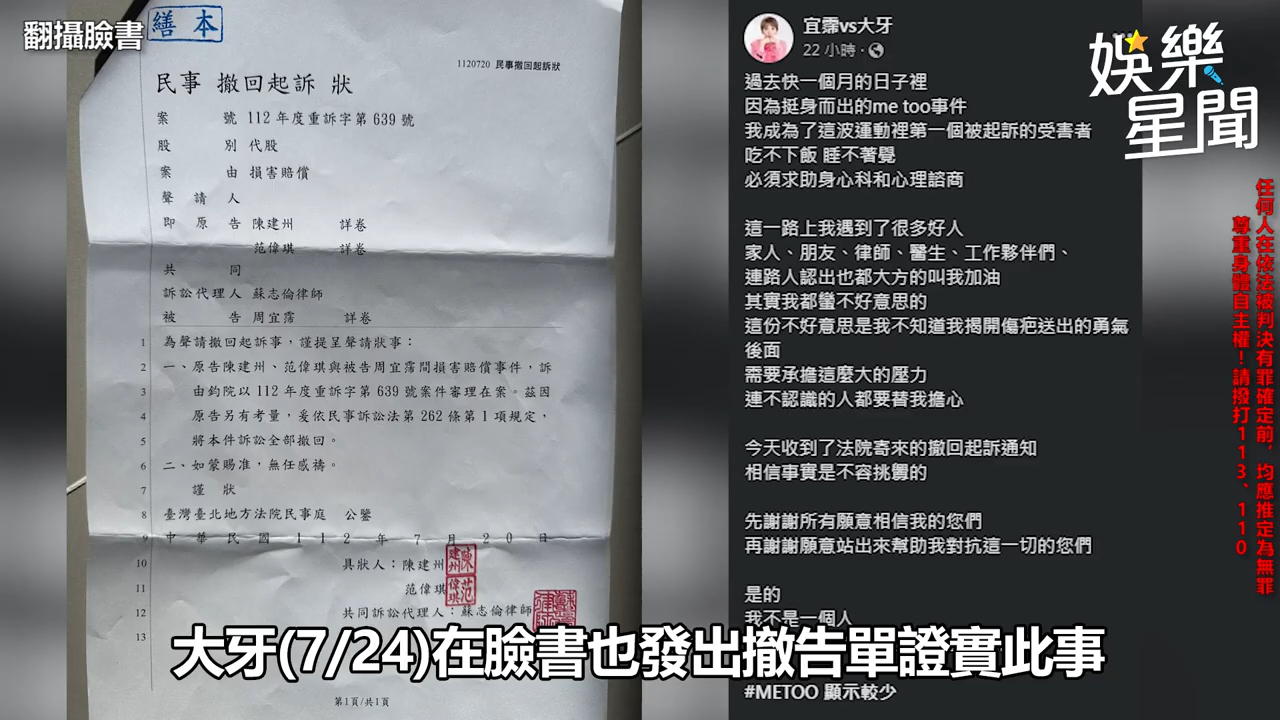 翻攝臉書
繕本
1120720 民事撤回起訴狀
民事 撤回起訴 狀
案 號 112年度重訴字第639號
股 別 代股
案 由 損害賠償
聲請人
即原告 陳建州 詳卷
范偉琪 詳卷
共同
訴訟代理人 蘇志倫律師
被 告 周宜霈 詳卷
1 為聲請撤回起訴事,謹提呈聲請狀事:
2 一、原告陳建州、范偉琪與被告周宜霈間損害賠償事件,訴
3 由鈞院以112年度重訴字第639號案件審理在案。茲因
4 原告另有考量,爰依民事訴訟法第262條第1項規定,
5 將本件訴訟全部撤回。
6 二、如蒙賜准,無任感禱。
7 謹 狀
8 臺灣臺北地方法院民事庭 公鑒
9 中華民國112年7月20日
10 具狀人:陳建州
11 范偉琪
12 共同訴訟代理人:蘇志倫律師
13
第1頁/共1頁
宜霈vs大牙
22 小時
過去快一個月的日子裡
因為挺身而出的me too事件
我成為了這波運動裡第一個被起訴的受害者
吃不下飯 睡不著覺
必須求助身心科和心理諮商
這一路上我遇到了很多好人
家人、朋友、律師、醫生、工作夥伴們、
連路人認出也都大方的叫我加油
其實我都蠻不好意思的
這份不好意思是我不知道我揭開傷疤送出的勇氣
後面
需要承擔這麼大的壓力
連不認識的人都要替我擔心
今天收到了法院寄來的撤回起訴通知
相信事實是不容挑釁的
先謝謝所有願意相信我的您們
再謝謝願意站出來幫助我對抗這一切的您們
是的
我不是一個人
#METOO 顯示較少
娛樂
星聞
任何人在依法被判決有罪確定前,均應推定為無罪
尊重身體自主權!請撥打113、110
大牙(7/24)在臉書也發出撤告單證實此事